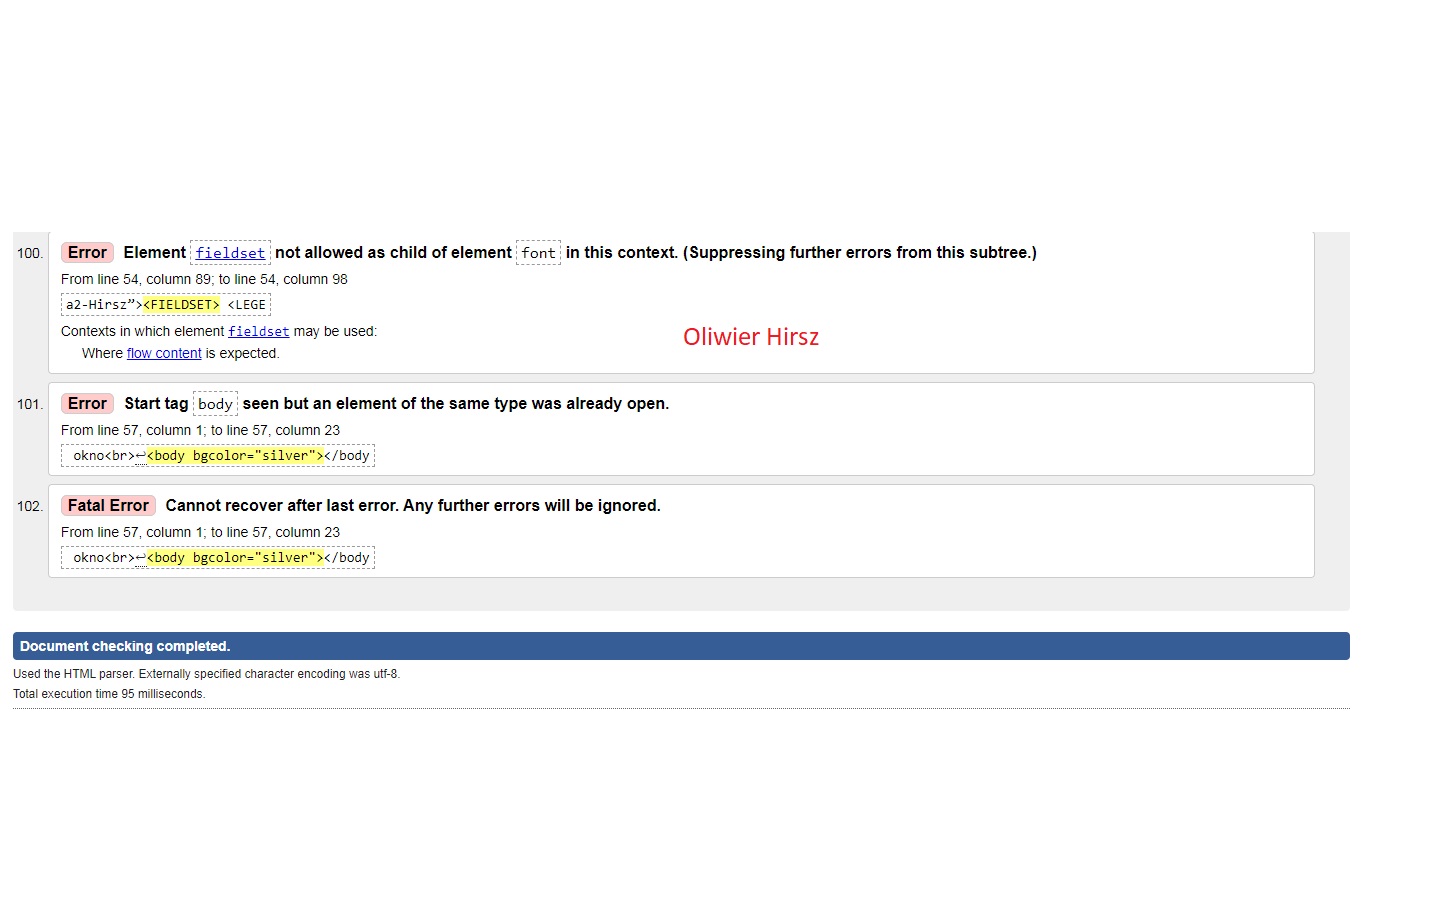 100. Error Element fieldset not allowed as child of element font in this context. (Suppressing further errors from this subtree.)
From line 54, column 89; to line 54, column 98
a2-Hirsz”><FIELDSET> <LEGE
Contexts in which element fieldset may be used:
Where flow content is expected.
Oliwier Hirsz
101. Error Start tag body seen but an element of the same type was already open.
From line 57, column 1; to line 57, column 23
okno<br>↩<body bgcolor="silver"></body
102. Fatal Error Cannot recover after last error. Any further errors will be ignored.
From line 57, column 1; to line 57, column 23
okno<br>↩<body bgcolor="silver"></body
Document checking completed.
Used the HTML parser. Externally specified character encoding was utf-8.
Total execution time 95 milliseconds.